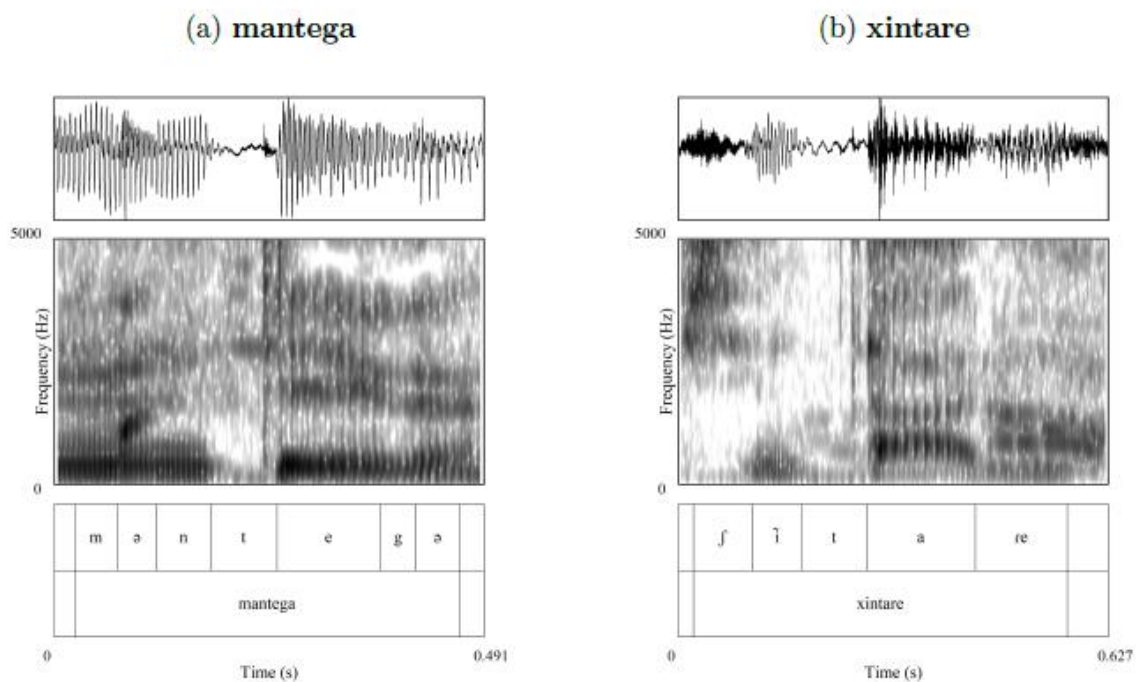 (a) mantega
5000
Frequency (Hz)
0
m ə n t e g ə
mantega
0 0.491
Time (s)
(b) xintare
5000
Frequency (Hz)
0
ʃ ĩ t a ɾe
xintare
0 0.627
Time (s)